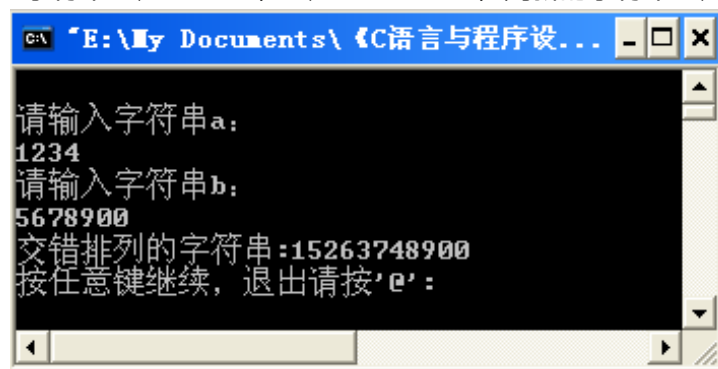 "E:\My Documents\《C语言与程序设...
请输入字符串a:
1234
请输入字符串b:
5678900
交错排列的字符串:15263748900
按任意键继续, 退出请按'@':